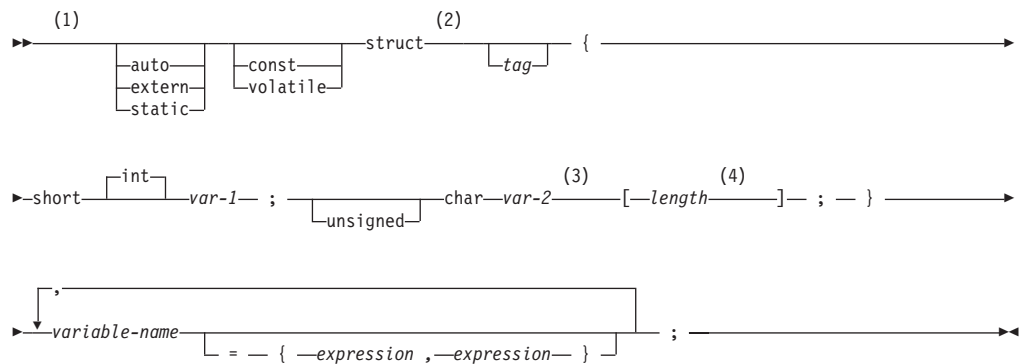 (1) (2)
struct {
auto const tag
extern volatile
static
int (3) (4)
short var-1 ; char var-2 [ length ] ; }
unsigned
,
variable-name ;
= { expression , expression }